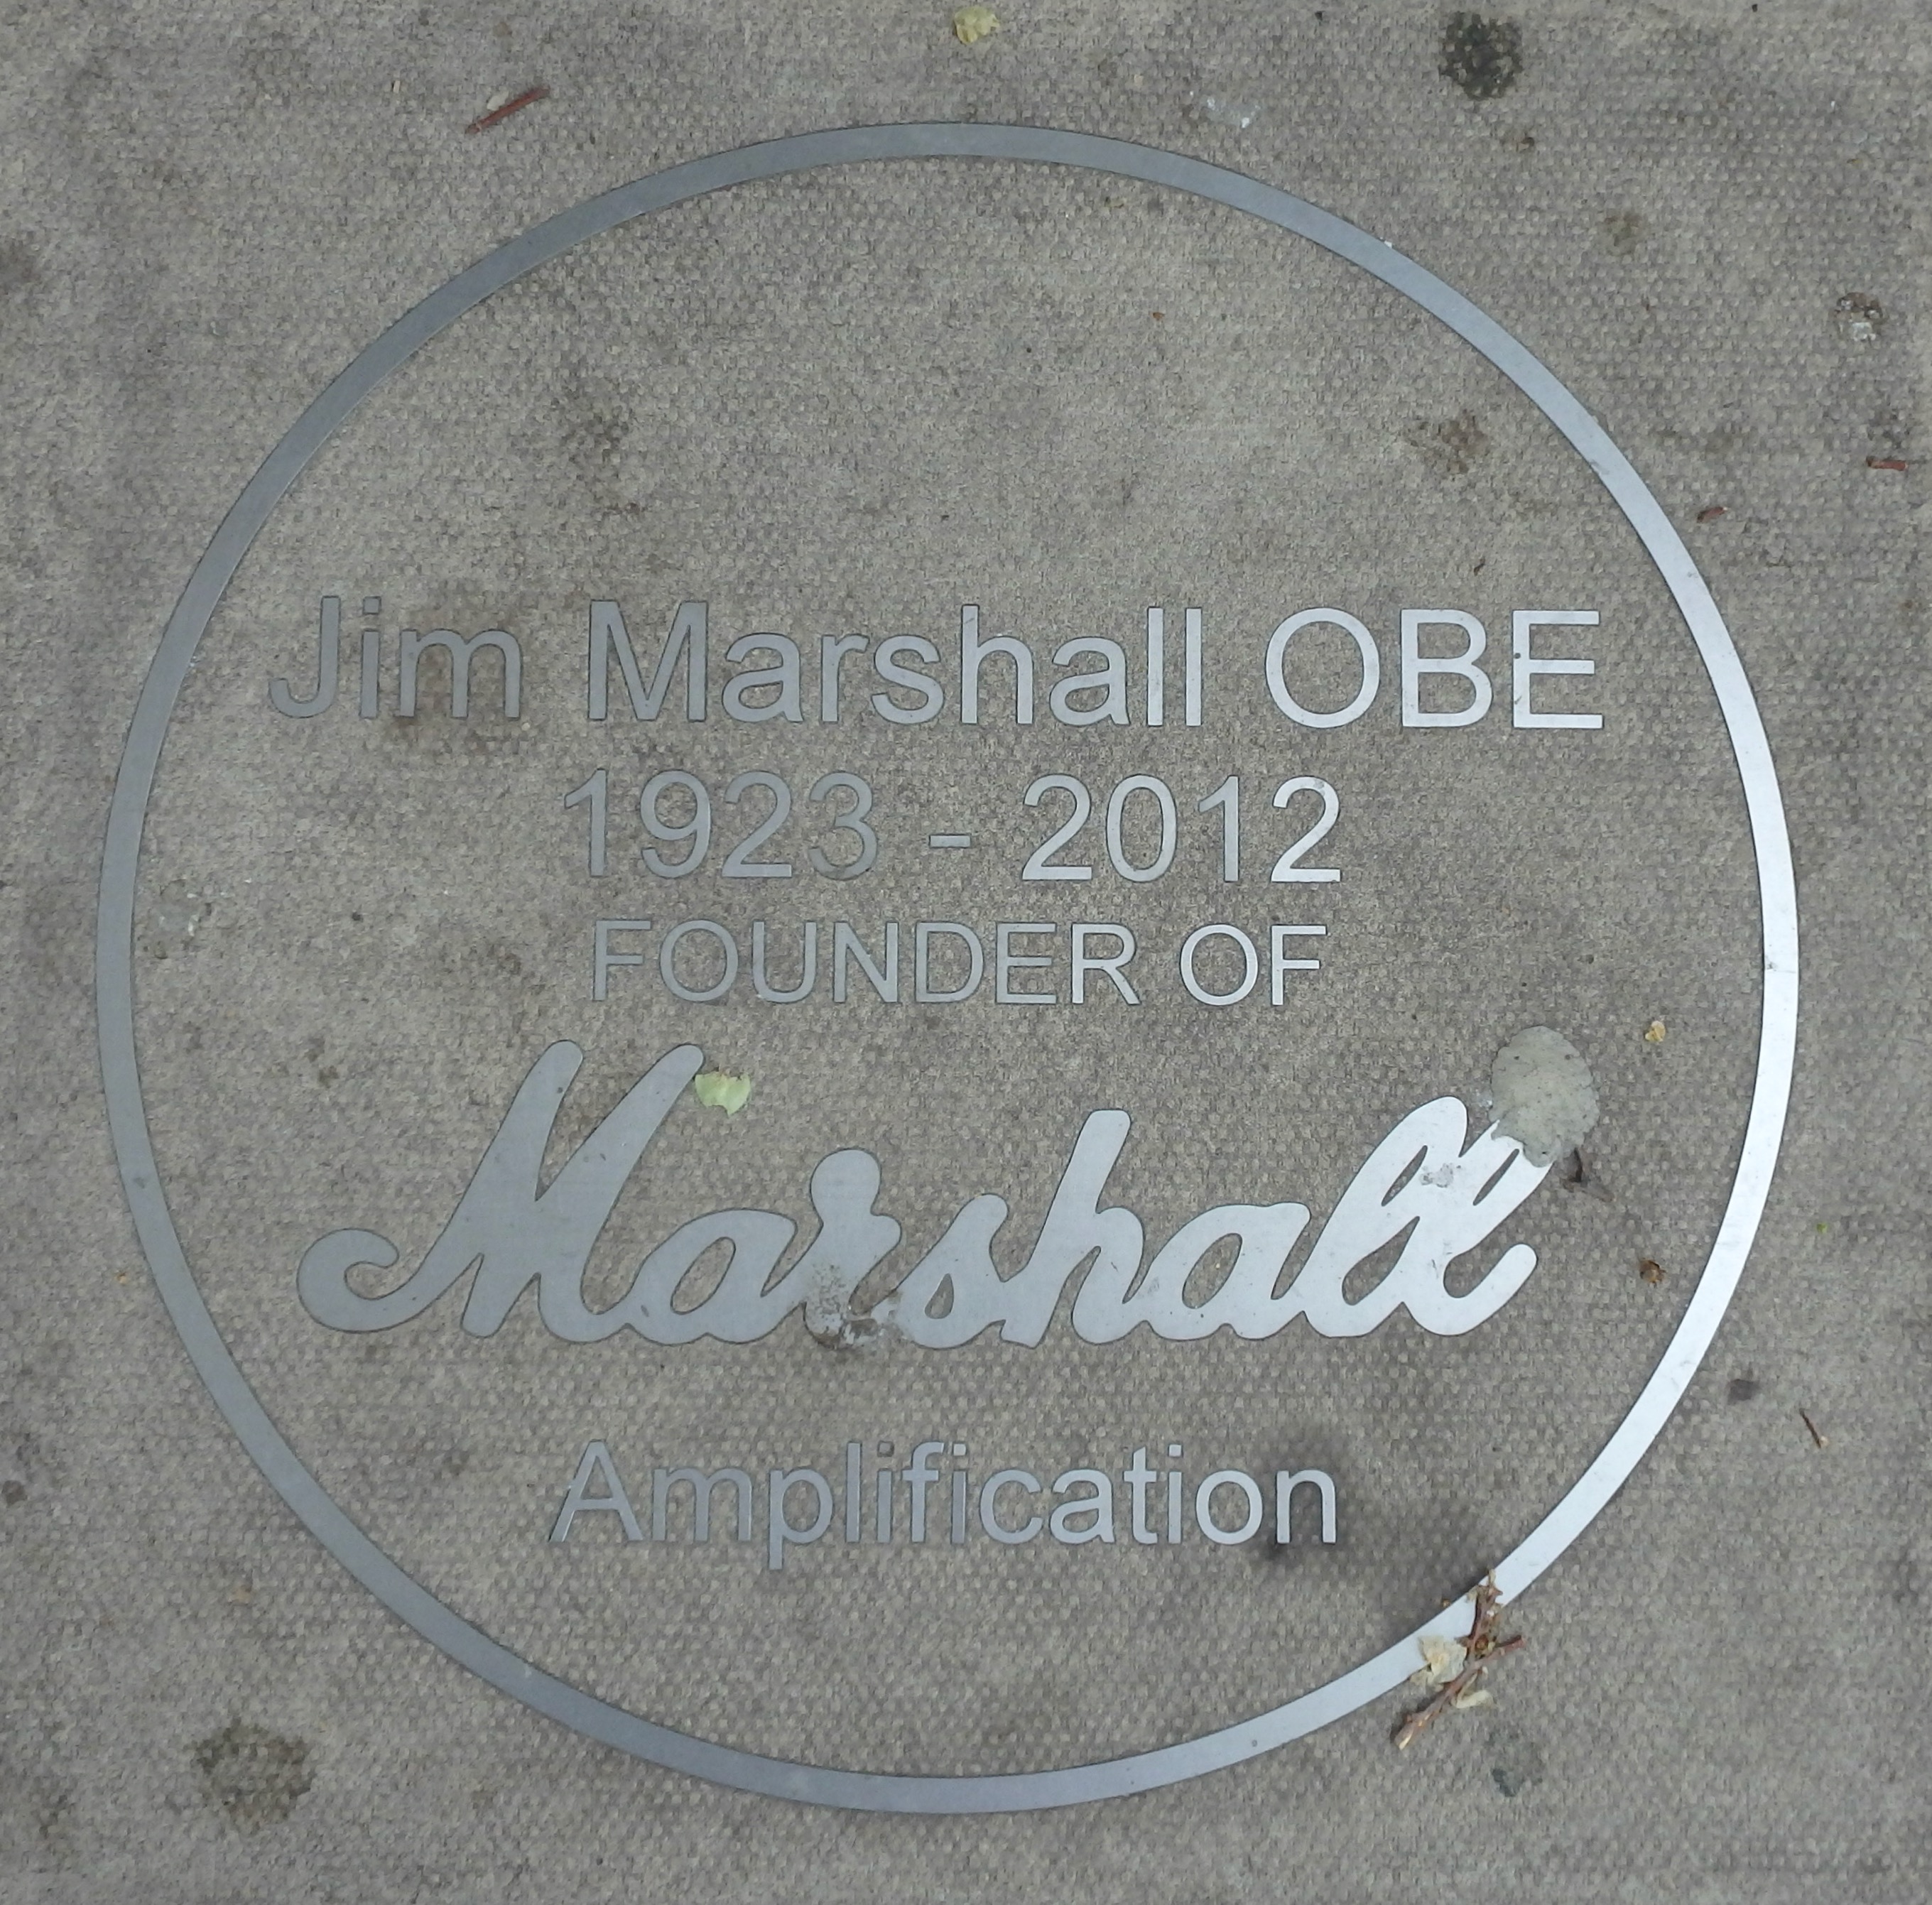 Jim Marshall OBE
1923 - 2012
FOUNDER OF
Marshall
Amplification